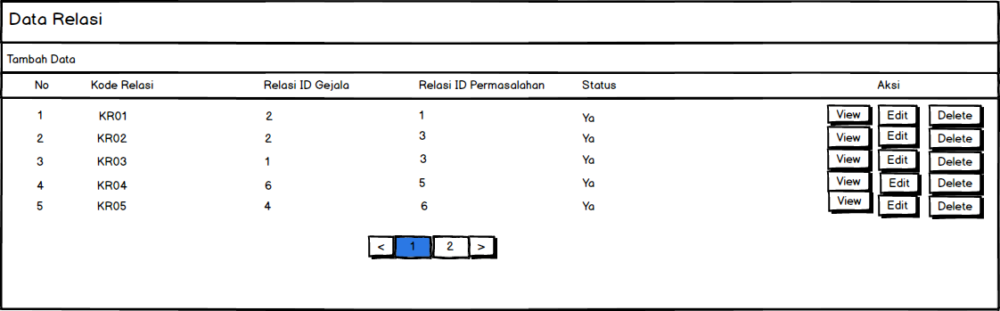 Data Relasi
Tambah Data
No Kode Relasi Relasi ID Gejala Relasi ID Permasalahan Status Aksi
1 KR01 2 1 Ya View Edit Delete
2 KR02 2 3 Ya View Edit Delete
3 KR03 1 3 Ya View Edit Delete
4 KR04 6 5 Ya View Edit Delete
5 KR05 4 6 Ya View Edit Delete
< 1 2 >